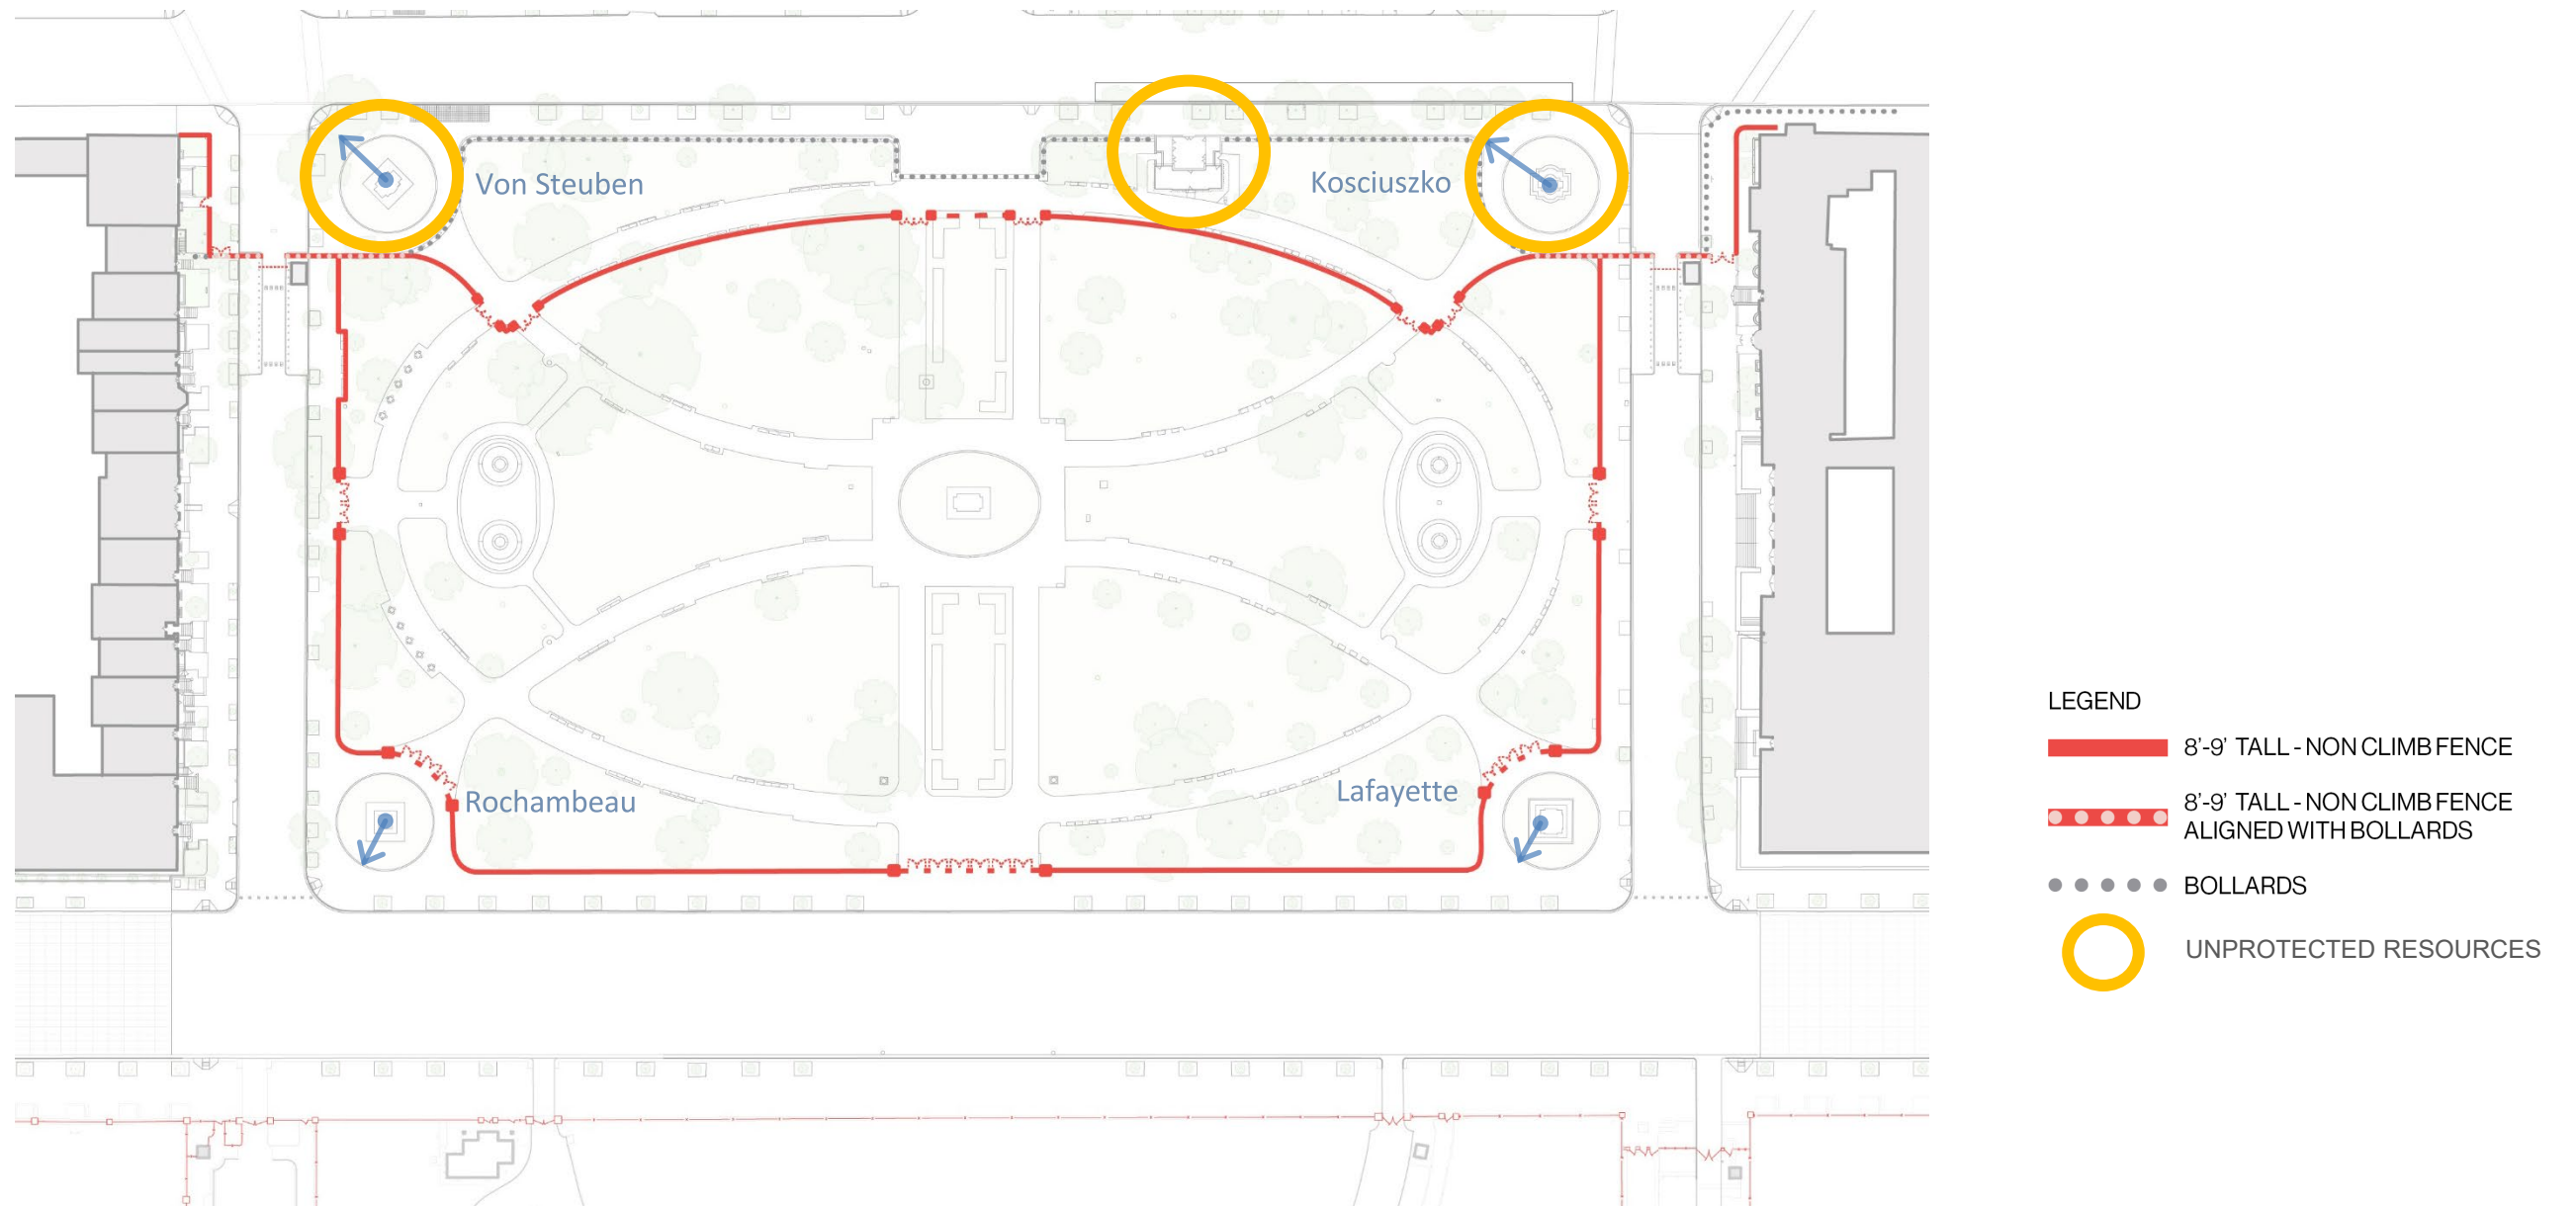 Von Steuben
Kosciuszko
Rochambeau
Lafayette
LEGEND
8'-9' TALL - NON CLIMB FENCE
8'-9' TALL - NON CLIMB FENCE
ALIGNED WITH BOLLARDS
BOLLARDS
UNPROTECTED RESOURCES